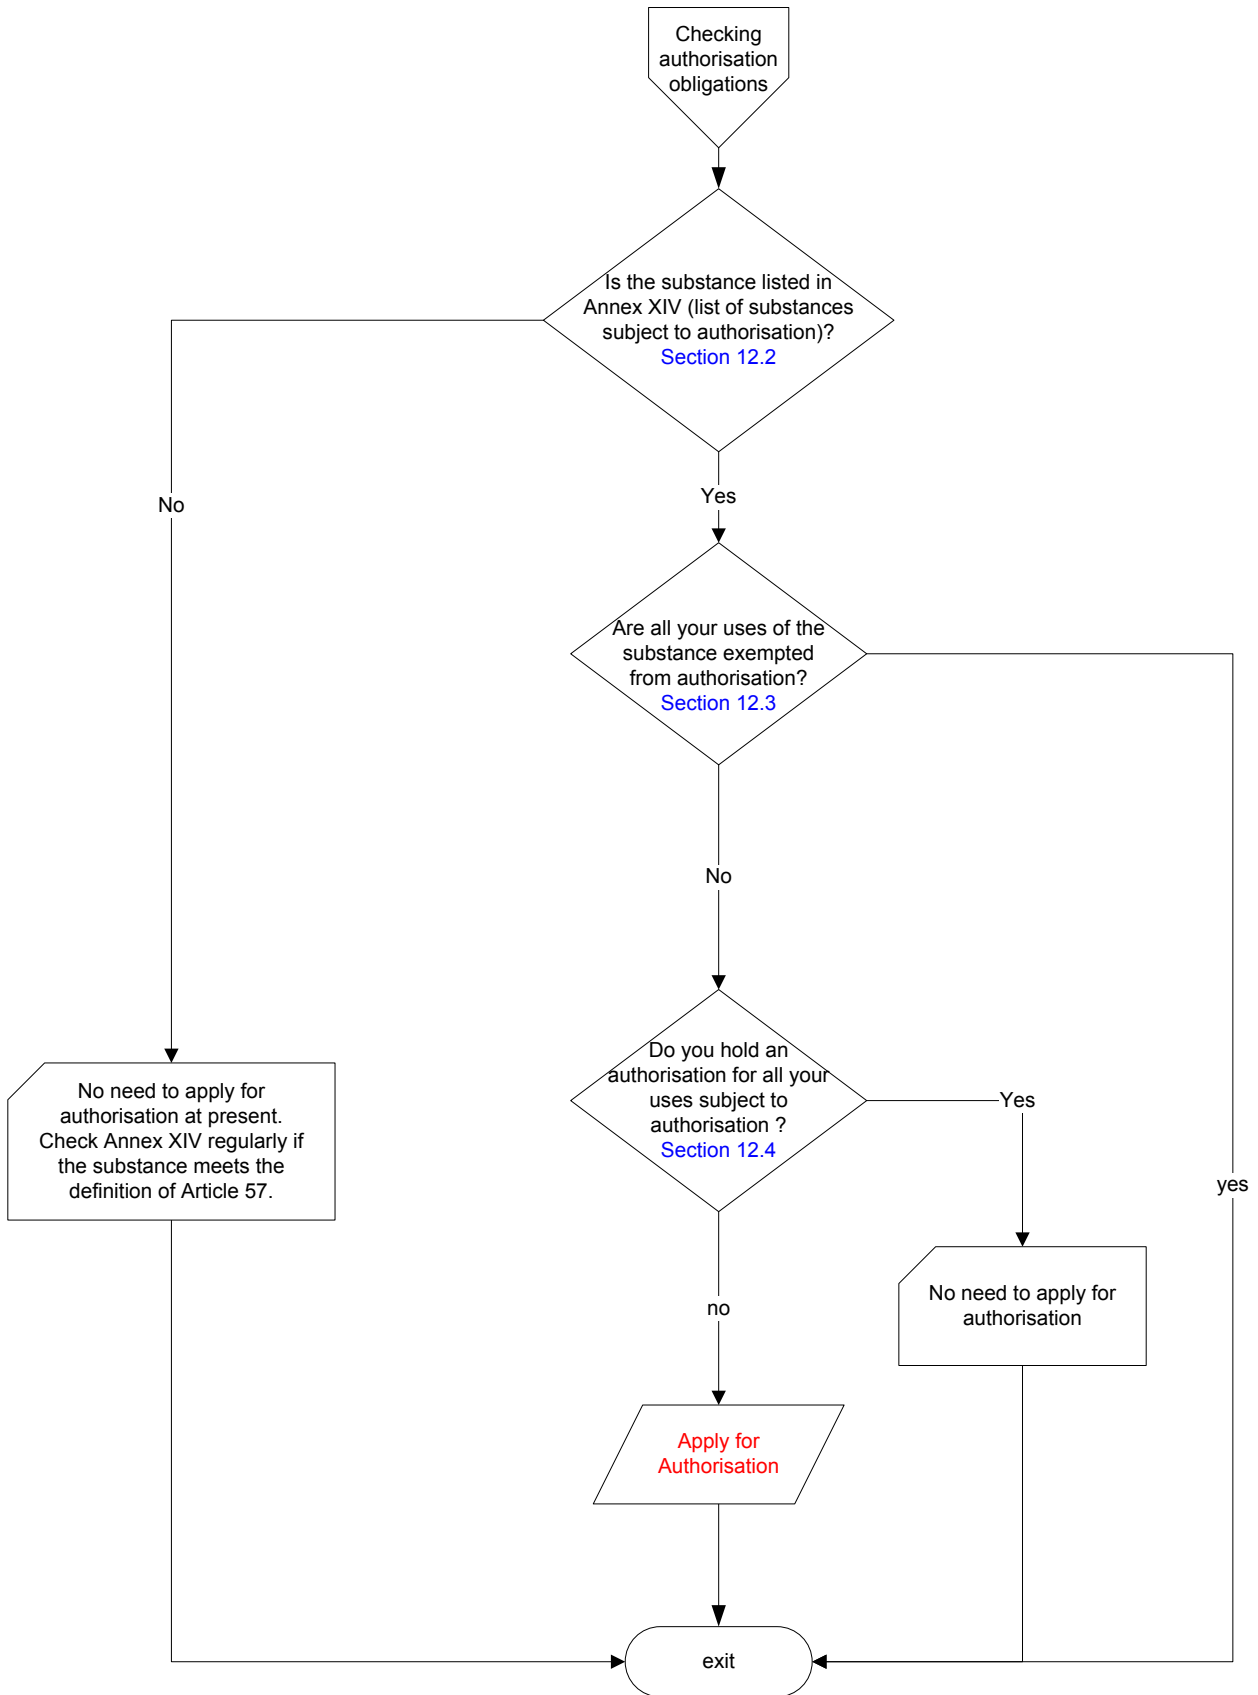 Checking
authorisation
obligations
Is the substance listed in
Annex XIV (list of substances
subject to authorisation)?
Section 12.2
No
Yes
Are all your uses of the
substance exempted
from authorisation?
Section 12.3
No
Do you hold an
authorisation for all your
uses subject to
authorisation ?
Section 12.4
Yes
No need to apply for
authorisation at present.
Check Annex XIV regularly if
the substance meets the
definition of Article 57.
yes
No need to apply for
authorisation
no
Apply for
Authorisation
exit